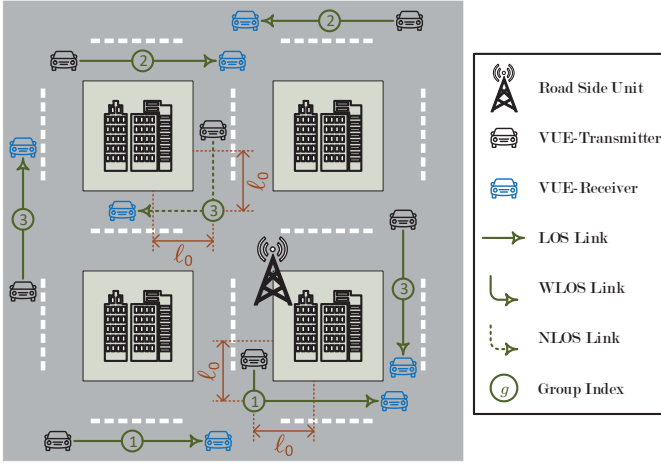 2
2
3
ℓ0
3
ℓ0
3
ℓ0
1
ℓ0
1
Road Side Unit
VUE-Transmitter
VUE-Receiver
LOS Link
WLOS Link
NLOS Link
g Group Index